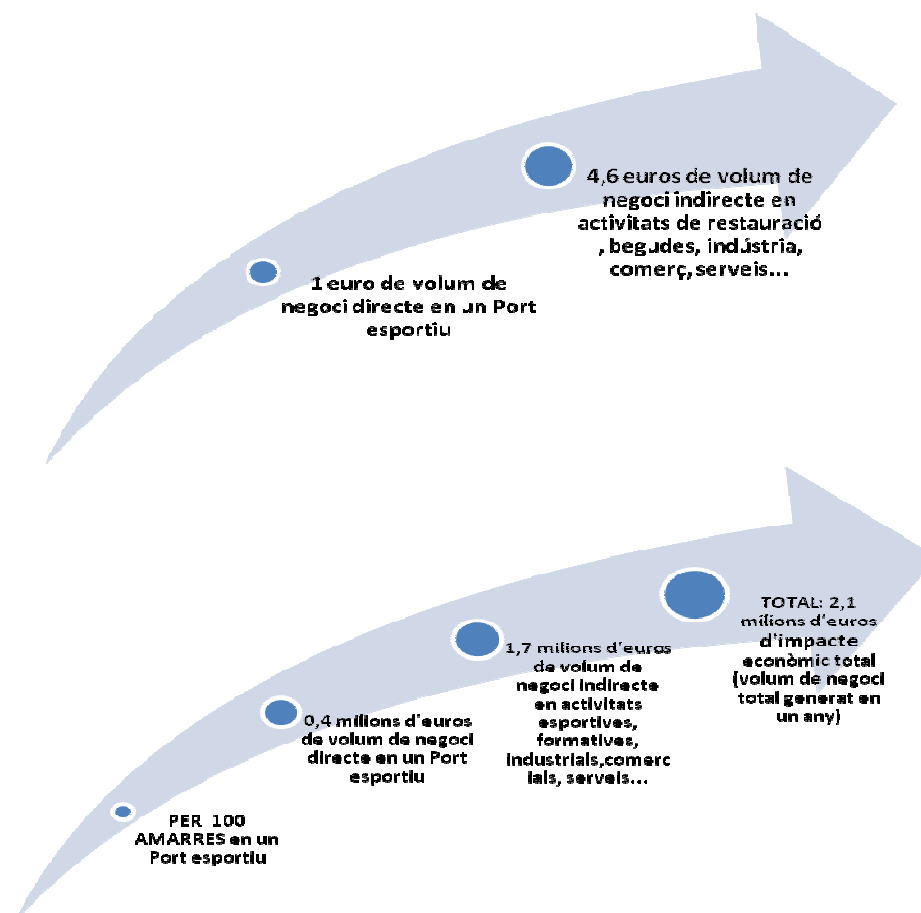 4,6 euros de volum de
negoci indirecte en
activitats de restauració
, begudes, indústria,
comerç,serveis...
1 euro de volum de
negoci directe en un Port
esportiu
TOTAL: 2,1
milions d'euros
d'impacte
econòmic total
(volum de negoci
total generat en
un any)
1,7 milions d'euros
de volum de
negoci indirecte
en activitats
esportives,
formatives,
industrials,comerc
ials, serveis...
0,4 milions d'euros
de volum de negoci
directe en un Port
esportiu
PER 100
AMARRES en un
Port esportiu